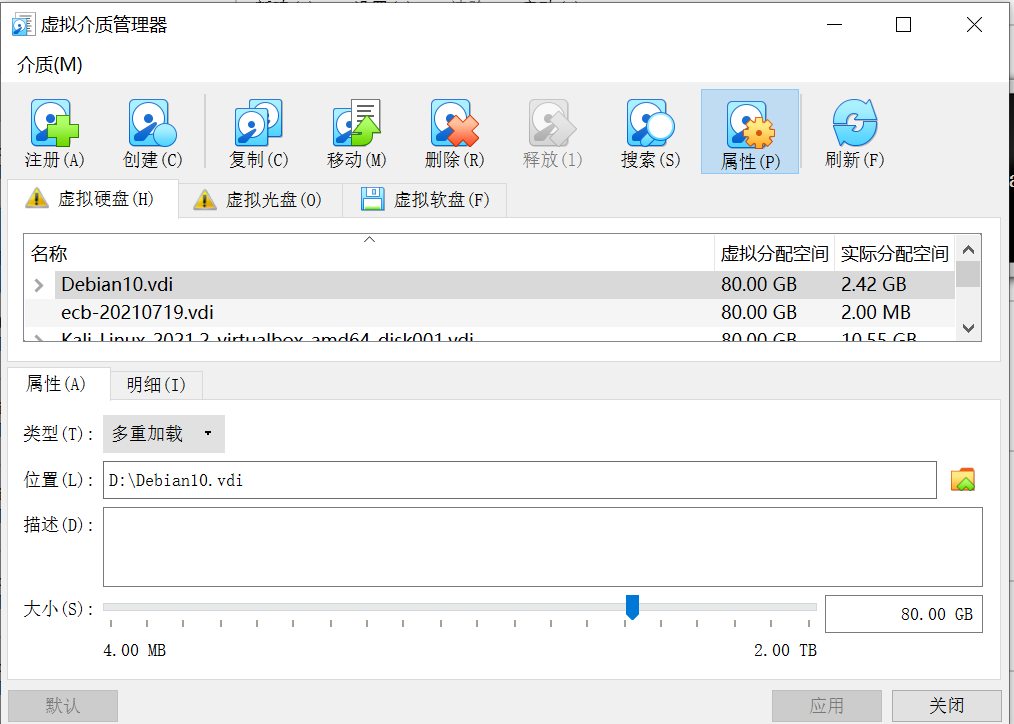 虚拟介质管理器
介质(M)
注册(A) 创建(C) 复制(C) 移动(M) 删除(R) 释放(l) 搜索(S) 属性(P) 刷新(F)
虚拟硬盘(H) 虚拟光盘(O) 虚拟软盘(F)
名称 虚拟分配空间 实际分配空间
Debian10.vdi 80.00 GB 2.42 GB
ecb-20210719.vdi 80.00 GB 2.00 MB
Kali-Linux-2021.2-virtualbox-amd64-disk001.vdi 80.00 GB 10.55 GB
属性(A) 明细(I)
类型(T): 多重加载
位置(L): D:\Debian10.vdi
描述(D):
大小(S): 80.00 GB
4.00 MB 2.00 TB
默认 应用 关闭